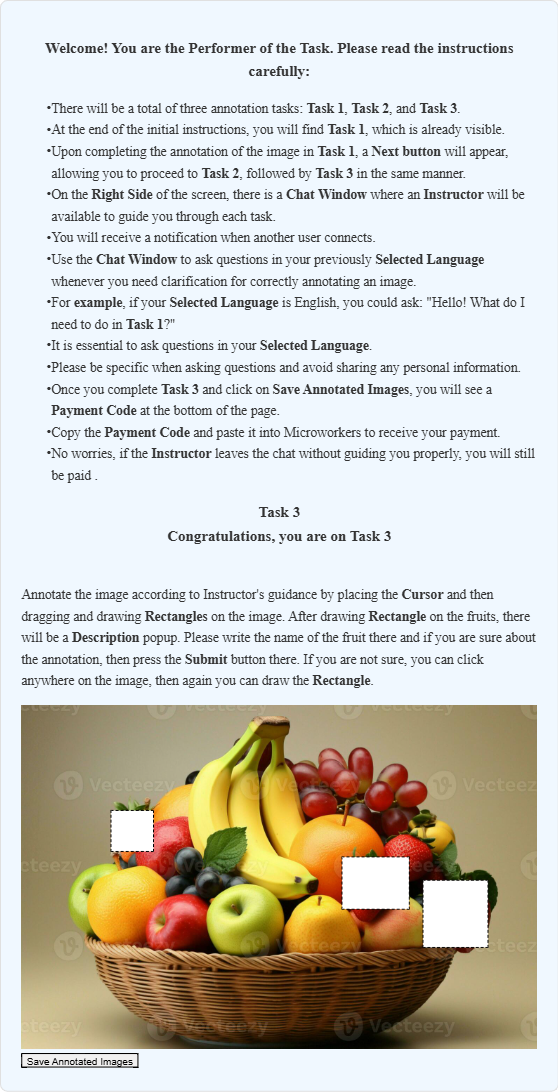 Welcome! You are the Performer of the Task. Please read the instructions
carefully:
•There will be a total of three annotation tasks: Task 1, Task 2, and Task 3.
•At the end of the initial instructions, you will find Task 1, which is already visible.
•Upon completing the annotation of the image in Task 1, a Next button will appear,
allowing you to proceed to Task 2, followed by Task 3 in the same manner.
•On the Right Side of the screen, there is a Chat Window where an Instructor will be
available to guide you through each task.
•You will receive a notification when another user connects.
•Use the Chat Window to ask questions in your previously Selected Language
whenever you need clarification for correctly annotating an image.
•For example, if your Selected Language is English, you could ask: "Hello! What do I
need to do in Task 1?"
•It is essential to ask questions in your Selected Language.
•Please be specific when asking questions and avoid sharing any personal information.
•Once you complete Task 3 and click on Save Annotated Images, you will see a
Payment Code at the bottom of the page.
•Copy the Payment Code and paste it into Microworkers to receive your payment.
•No worries, if the Instructor leaves the chat without guiding you properly, you will still
be paid .
Task 3
Congratulations, you are on Task 3
Annotate the image according to Instructor's guidance by placing the Cursor and then
dragging and drawing Rectangles on the image. After drawing Rectangle on the fruits, there
will be a Description popup. Please write the name of the fruit there and if you are sure about
the annotation, then press the Submit button there. If you are not sure, you can click
anywhere on the image, then again you can draw the Rectangle.
Vecteezy
Save Annotated Images